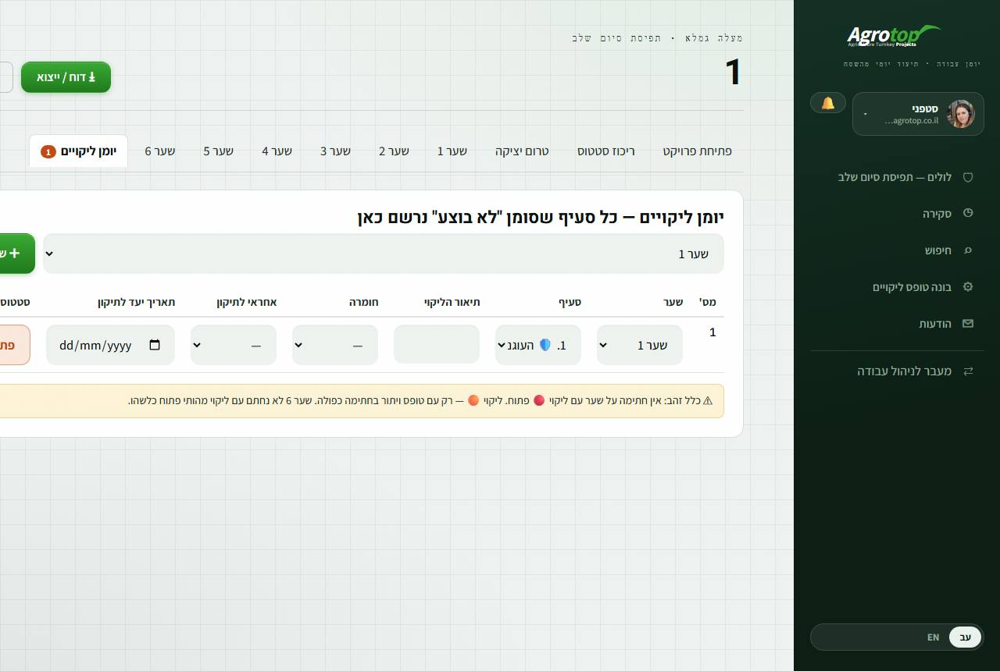 Agrotop
Agriculture Turnkey Projects
יומן עבודה • תיעוד יומי מהשטח
סטפני
agrotop.co.il...
לולים — תפיסת סיום שלב
סקירה
חיפוש
בונה טופס ליקויים
הודעות
מעבר לניהול עבודה
עב EN
מעלה גמלא • תפיסת סיום שלב
1
דוח / ייצוא
פתיחת פרויקט ריכוז סטטוס טרום יציקה שער 1 שער 2 שער 3 שער 4 שער 5 שער 6 יומן ליקויים 1
יומן ליקויים — כל סעיף שסומן "לא בוצע" נרשם כאן
שער 1
מס' שער סעיף תיאור הליקוי חומרה אחראי לתיקון תאריך יעד לתיקון סטטוס
1 שער 1 1. 🛡️ העוגנ — — dd/mm/yyyy
⚠ כלל זהב: אין חתימה על שער עם ליקוי 🔴 פתוח. ליקוי 🟠 — רק עם טופס ויתור בחתימה כפולה. שער 6 לא נחתם עם ליקוי מהותי פתוח כלשהו.